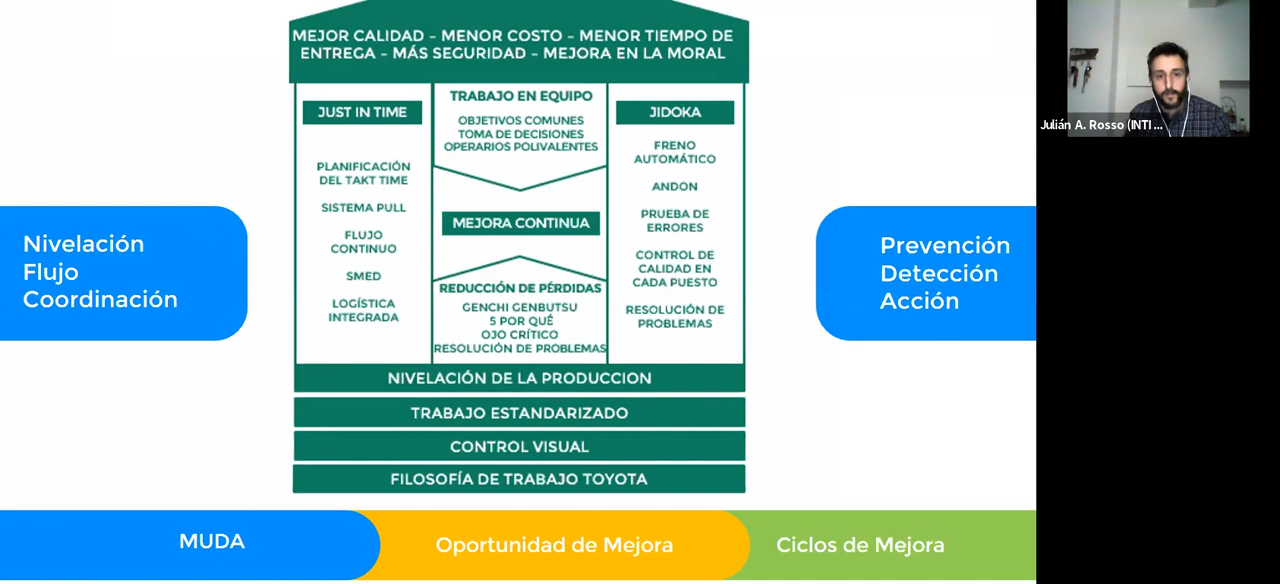 MEJOR CALIDAD – MENOR COSTO – MENOR TIEMPO DE
ENTREGA – MÁS SEGURIDAD – MEJORA EN LA MORAL
JUST IN TIME
PLANIFICACIÓN
DEL TAKT TIME
SISTEMA PULL
FLUJO
CONTINUO
SMED
LOGÍSTICA
INTEGRADA
TRABAJO EN EQUIPO
OBJETIVOS COMUNES
TOMA DE DECISIONES
OPERARIOS POLIVALENTES
MEJORA CONTINUA
REDUCCIÓN DE PÉRDIDAS
GENCHI GENBUTSU
5 POR QUÉ
OJO CRÍTICO
RESOLUCIÓN DE PROBLEMAS
JIDOKA
FRENO
AUTOMÁTICO
ANDON
PRUEBA DE
ERRORES
CONTROL DE
CALIDAD EN
CADA PUESTO
RESOLUCIÓN DE
PROBLEMAS
NIVELACIÓN DE LA PRODUCCION
TRABAJO ESTANDARIZADO
CONTROL VISUAL
FILOSOFÍA DE TRABAJO TOYOTA
Nivelación
Flujo
Coordinación
Prevención
Detección
Acción
MUDA
Oportunidad de Mejora
Ciclos de Mejora
Julián A. Rosso (INTI ...